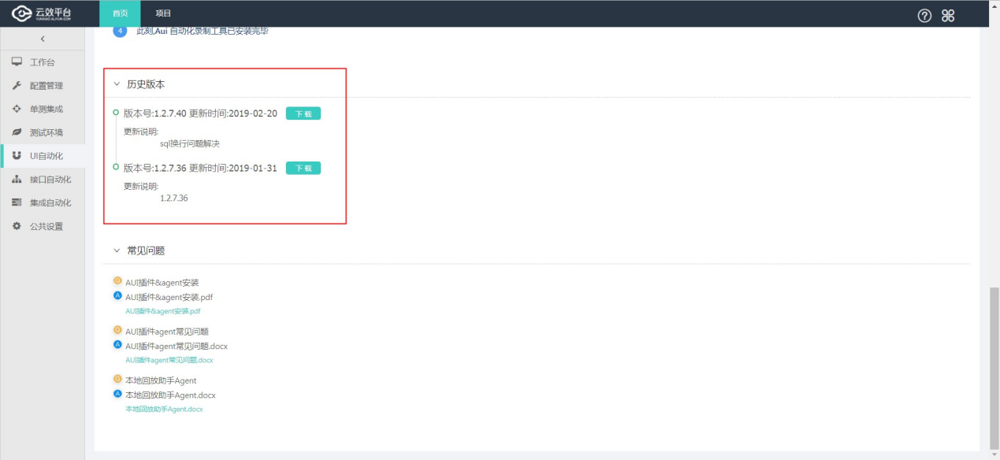 云效平台
YUNXIAO.ALIYUN.COM
首页
项目
工作台
配置管理
单测集成
测试环境
UI自动化
接口自动化
集成自动化
公共设置
4 此刻,Aui 自动化录制工具已安装完毕
历史版本
版本号:1.2.7.40 更新时间:2019-02-20 下 载
更新说明:
sql换行问题解决
版本号:1.2.7.36 更新时间:2019-01-31 下 载
更新说明:
1.2.7.36
常见问题
Q AUI插件&agent安装
A AUI插件&agent安装.pdf
AUI插件&agent安装.pdf
Q AUI插件agent常见问题
A AUI插件agent常见问题.docx
AUI插件agent常见问题.docx
Q 本地回放助手Agent
A 本地回放助手Agent.docx
本地回放助手Agent.docx